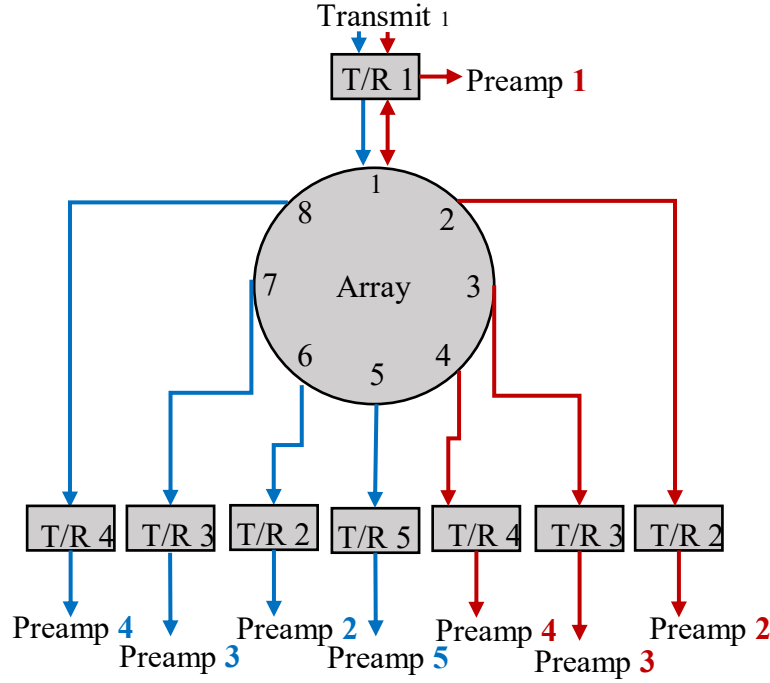 Transmit 1
T/R 1
Preamp 1
1
8
2
7
Array
3
6
4
5
T/R 4
T/R 3
T/R 2
T/R 5
T/R 4
T/R 3
T/R 2
Preamp 4
Preamp 3
Preamp 2
Preamp 5
Preamp 4
Preamp 3
Preamp 2